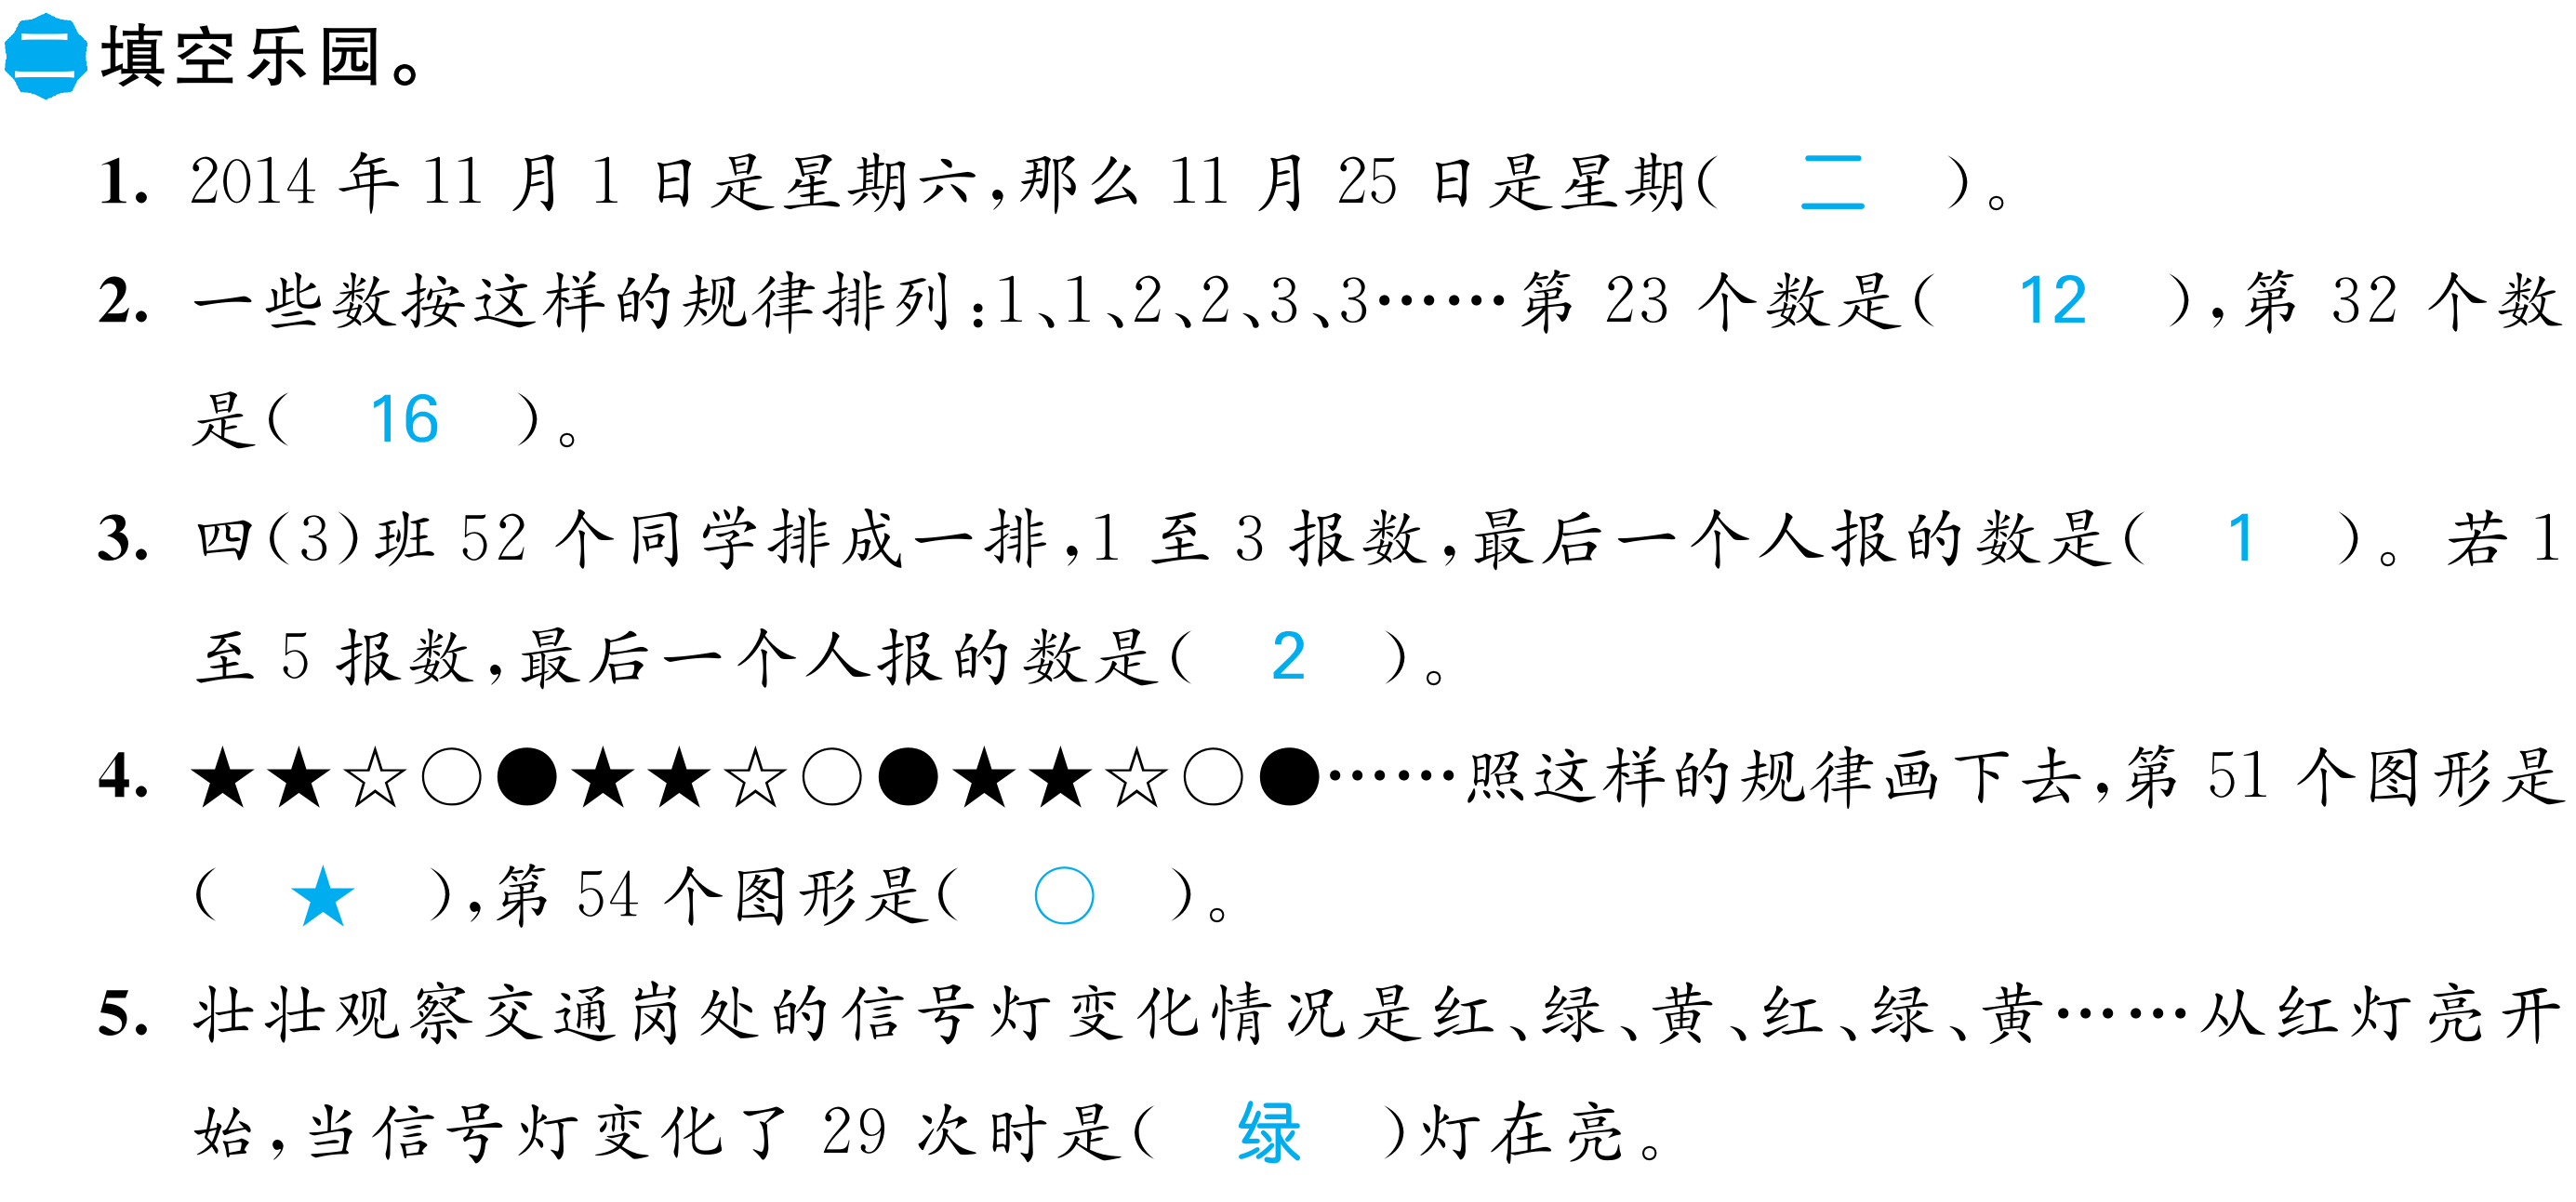 二 填空乐园。
1. 2014 年 11 月 1 日是星期六,那么 11 月 25 日是星期( 二 )。
2. 一些数按这样的规律排列:1、1、2、2、3、3……第 23 个数是( 12 ),第 32 个数
是( 16 )。
3. 四(3)班 52 个同学排成一排,1 至 3 报数,最后一个人报的数是( 1 )。若 1
至 5 报数,最后一个人报的数是( 2 )。
4. ★★☆○●★★☆○●★★☆○●……照这样的规律画下去,第 51 个图形是
( ★ ),第 54 个图形是( ○ )。
5. 壮壮观察交通岗处的信号灯变化情况是红、绿、黄、红、绿、黄……从红灯亮开
始,当信号灯变化了 29 次时是( 绿 )灯在亮。